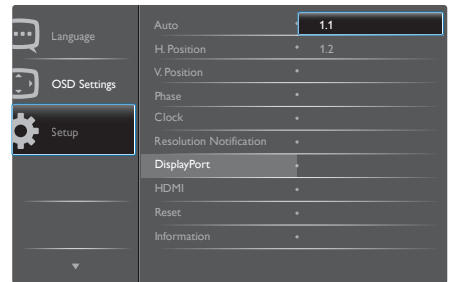 Language
OSD Settings
Setup
Auto
H. Position
V. Position
Phase
Clock
Resolution Notification
DisplayPort
HDMI
Reset
Information
1.1
1.2